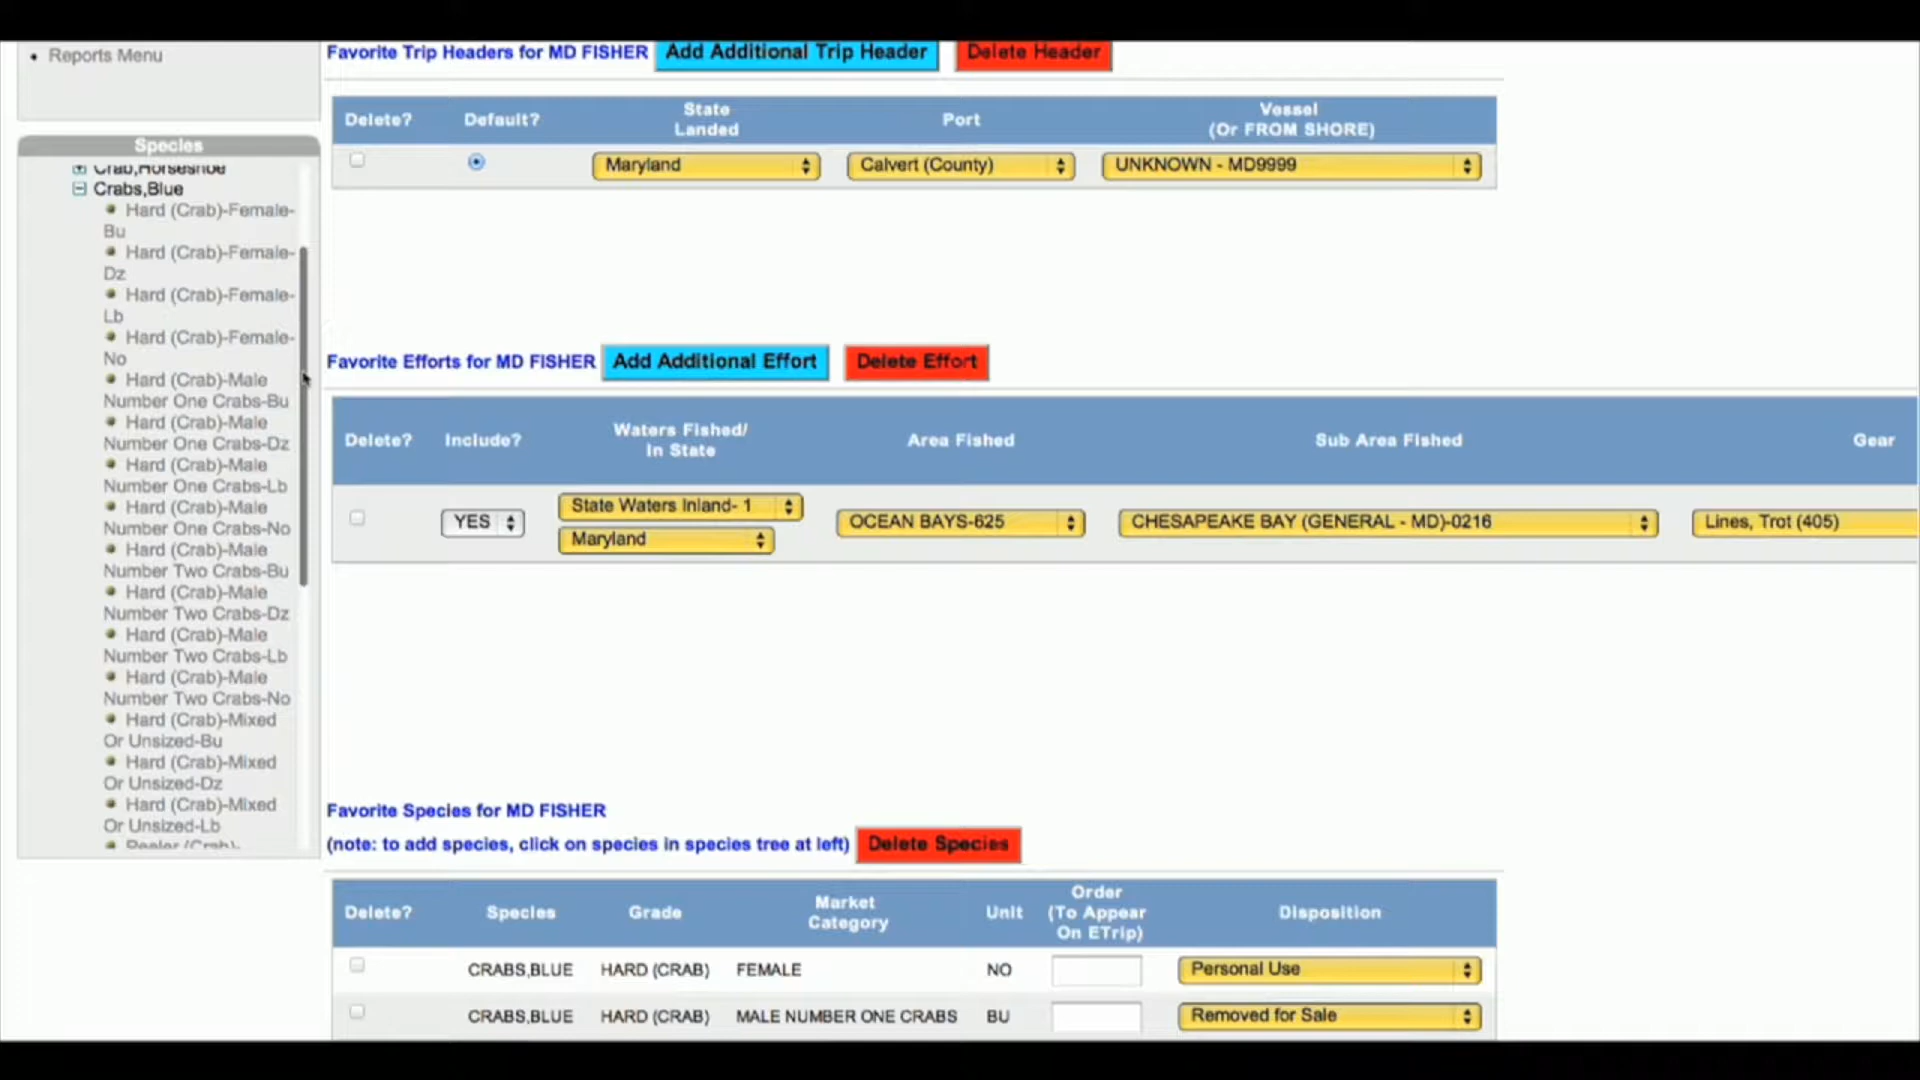 Reports Menu
Species
Crab,Horseshoe
Crabs,Blue
Hard (Crab)-Female-
Bu
Hard (Crab)-Female-
Dz
Hard (Crab)-Female-
Lb
Hard (Crab)-Female-
No
Hard (Crab)-Male
Number One Crabs-Bu
Hard (Crab)-Male
Number One Crabs-Dz
Hard (Crab)-Male
Number One Crabs-Lb
Hard (Crab)-Male
Number One Crabs-No
Hard (Crab)-Male
Number Two Crabs-Bu
Hard (Crab)-Male
Number Two Crabs-Dz
Hard (Crab)-Male
Number Two Crabs-Lb
Hard (Crab)-Male
Number Two Crabs-No
Hard (Crab)-Mixed
Or Unsized-Bu
Hard (Crab)-Mixed
Or Unsized-Dz
Hard (Crab)-Mixed
Or Unsized-Lb
Peeler (Crab)-
Favorite Trip Headers for MD FISHER Add Additional Trip Header Delete Header
Delete? Default? State Landed Port Vessel (Or FROM SHORE)
Maryland Calvert (County) UNKNOWN - MD9999
Favorite Efforts for MD FISHER Add Additional Effort Delete Effort
Delete? Include? Waters Fished/ In State Area Fished Sub Area Fished Gear
YES State Waters Inland- 1 OCEAN BAYS-625 CHESAPEAKE BAY (GENERAL - MD)-0216 Lines, Trot (405)
Maryland
Favorite Species for MD FISHER
(note: to add species, click on species in species tree at left) Delete Species
Delete? Species Grade Market Category Unit Order (To Appear On ETrip) Disposition
CRABS,BLUE HARD (CRAB) FEMALE NO Personal Use
CRABS,BLUE HARD (CRAB) MALE NUMBER ONE CRABS BU Removed for Sale